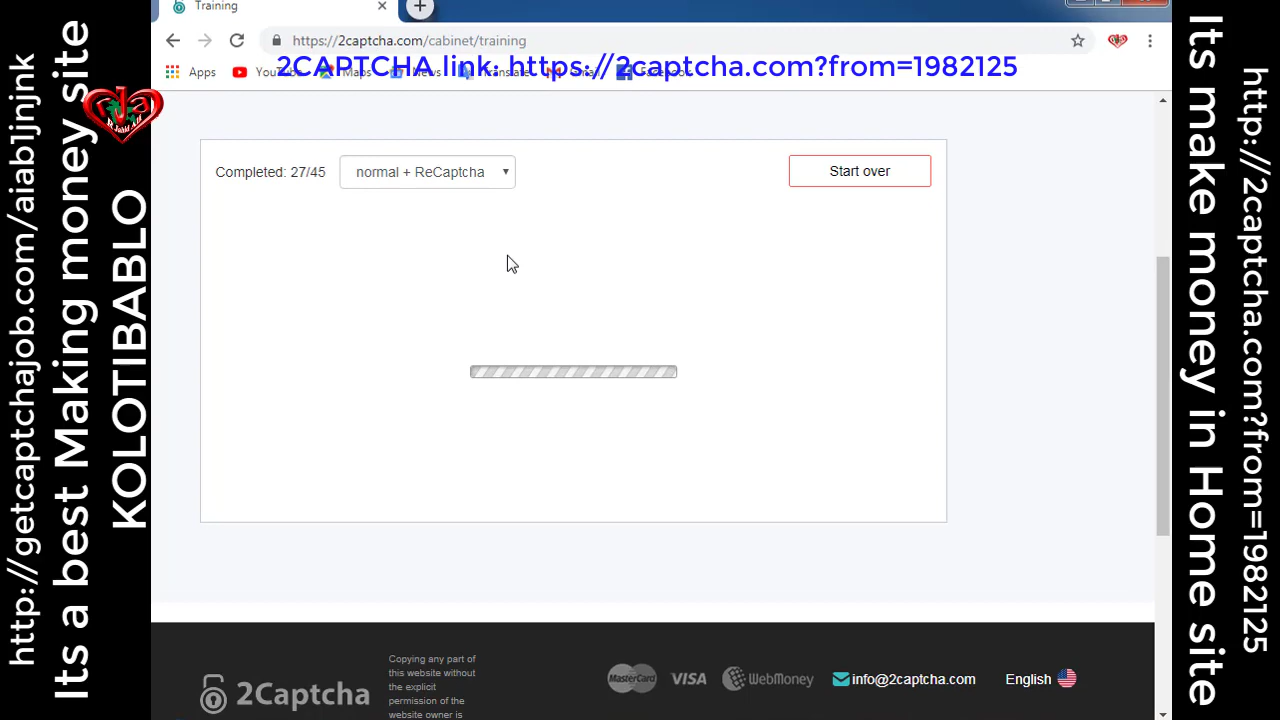 Training
https://2captcha.com/cabinet/training
2CAPTCHA link: https://2captcha.com?from=1982125
Apps
Completed: 27/45
normal + ReCaptcha
Start over
Copying any part
of this website without
the explicit
permission of the
website owner is
2Captcha
MasterCard
VISA
WebMoney
info@2captcha.com
English
http://getcaptchajob.com/aiab1jnjnk
Its a best Making money site
KOLOTIBABLO
Its make money in Home site
htttp://2captcha.com?from=1982125